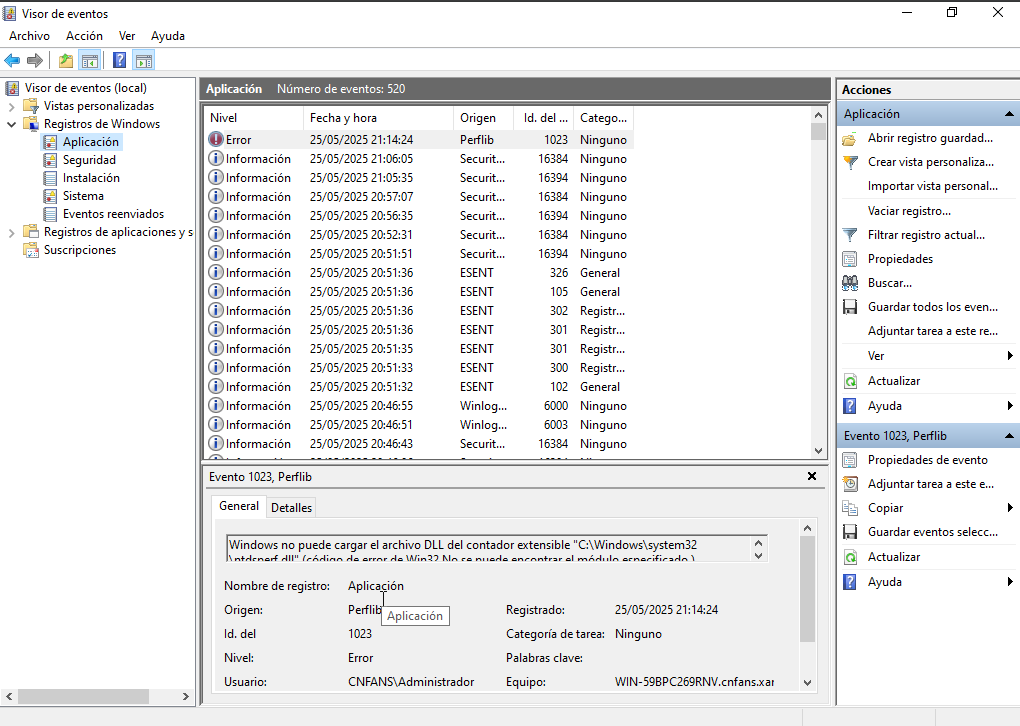 Visor de eventos
Archivo Acción Ver Ayuda
Visor de eventos (local)
Vistas personalizadas
Registros de Windows
Aplicación
Seguridad
Instalación
Sistema
Eventos reenviados
Registros de aplicaciones y s
Suscripciones
Aplicación Número de eventos: 520
Nivel Fecha y hora Origen Id. del ... Catego...
Error 25/05/2025 21:14:24 Perflib 1023 Ninguno
Información 25/05/2025 21:06:05 Securit... 16384 Ninguno
Información 25/05/2025 21:05:35 Securit... 16394 Ninguno
Información 25/05/2025 20:57:07 Securit... 16384 Ninguno
Información 25/05/2025 20:56:35 Securit... 16394 Ninguno
Información 25/05/2025 20:52:31 Securit... 16384 Ninguno
Información 25/05/2025 20:51:51 Securit... 16394 Ninguno
Información 25/05/2025 20:51:36 ESENT 326 General
Información 25/05/2025 20:51:36 ESENT 105 General
Información 25/05/2025 20:51:36 ESENT 302 Registr...
Información 25/05/2025 20:51:36 ESENT 301 Registr...
Información 25/05/2025 20:51:35 ESENT 301 Registr...
Información 25/05/2025 20:51:33 ESENT 300 Registr...
Información 25/05/2025 20:51:32 ESENT 102 General
Información 25/05/2025 20:46:55 Winlog... 6000 Ninguno
Información 25/05/2025 20:46:51 Winlog... 6003 Ninguno
Información 25/05/2025 20:46:43 Securit... 16384 Ninguno
Evento 1023, Perflib
General Detalles
Windows no puede cargar el archivo DLL del contador extensible "C:\Windows\system32
\ntdsperf.dll" (código de error de Win32 No se puede encontrar el módulo especificado.)
Nombre de registro: Aplicación
Origen: Perflib Registrado: 25/05/2025 21:14:24
Aplicación
Id. del 1023 Categoría de tarea: Ninguno
Nivel: Error Palabras clave:
Usuario: CNFANS\Administrador Equipo: WIN-59BPC269RNV.cnfans.xar
Acciones
Aplicación
Abrir registro guardad...
Crear vista personaliza...
Importar vista personal...
Vaciar registro...
Filtrar registro actual...
Propiedades
Buscar...
Guardar todos los even...
Adjuntar tarea a este re...
Ver
Actualizar
Ayuda
Evento 1023, Perflib
Propiedades de evento
Adjuntar tarea a este e...
Copiar
Guardar eventos selecc...
Actualizar
Ayuda